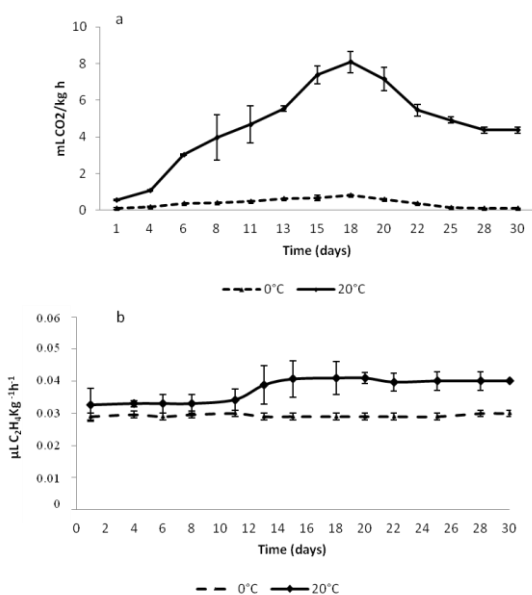 a
10
8
6
4
2
0
mL CO2/kg h
1 4 6 8 11 13 15 18 20 22 25 28 30
Time (days)
0°C 20°C
b
0.06
0.05
0.04
0.03
0.02
0.01
0
µL C₂H₄Kg⁻¹h⁻¹
0 2 4 6 8 10 12 14 16 18 20 22 24 26 28 30
Time (days)
0°C 20°C